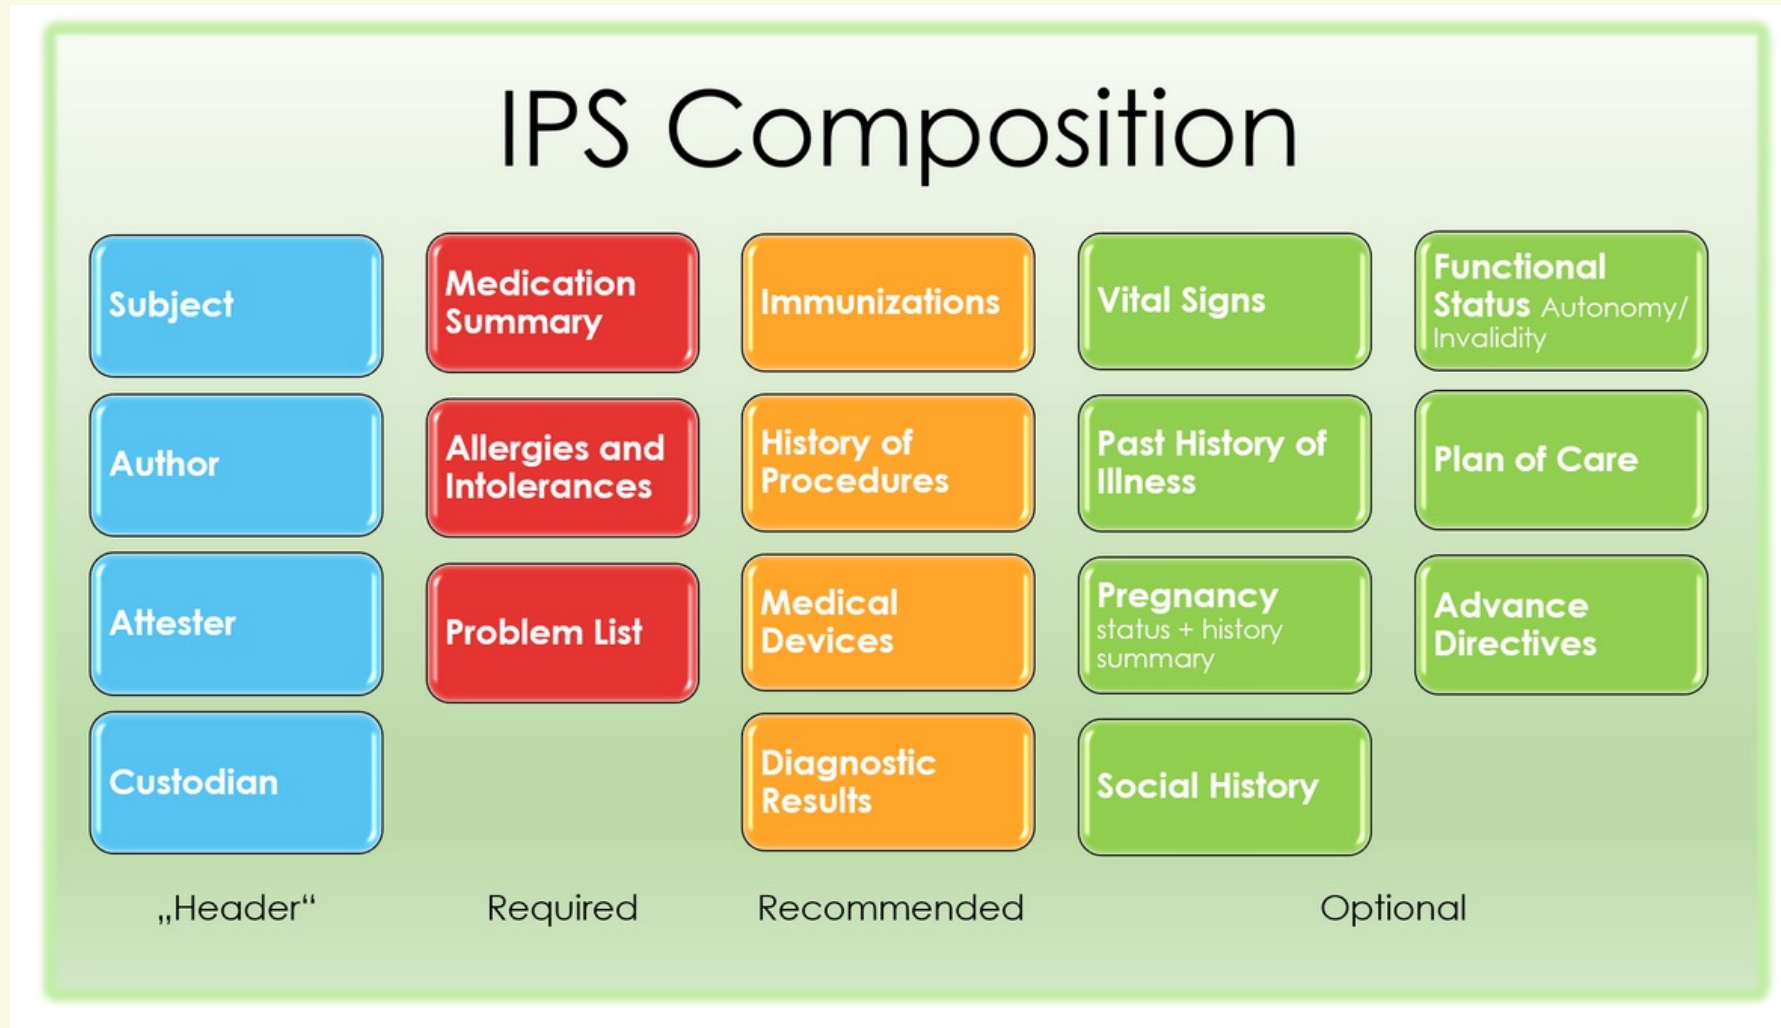 IPS Composition
Subject
Author
Attester
Custodian
„Header“
Medication
Summary
Allergies and
Intolerances
Problem List
Required
Immunizations
History of
Procedures
Medical
Devices
Diagnostic
Results
Recommended
Vital Signs
Past History of
Illness
Pregnancy
status + history
summary
Social History
Functional
Status Autonomy/
Invalidity
Plan of Care
Advance
Directives
Optional